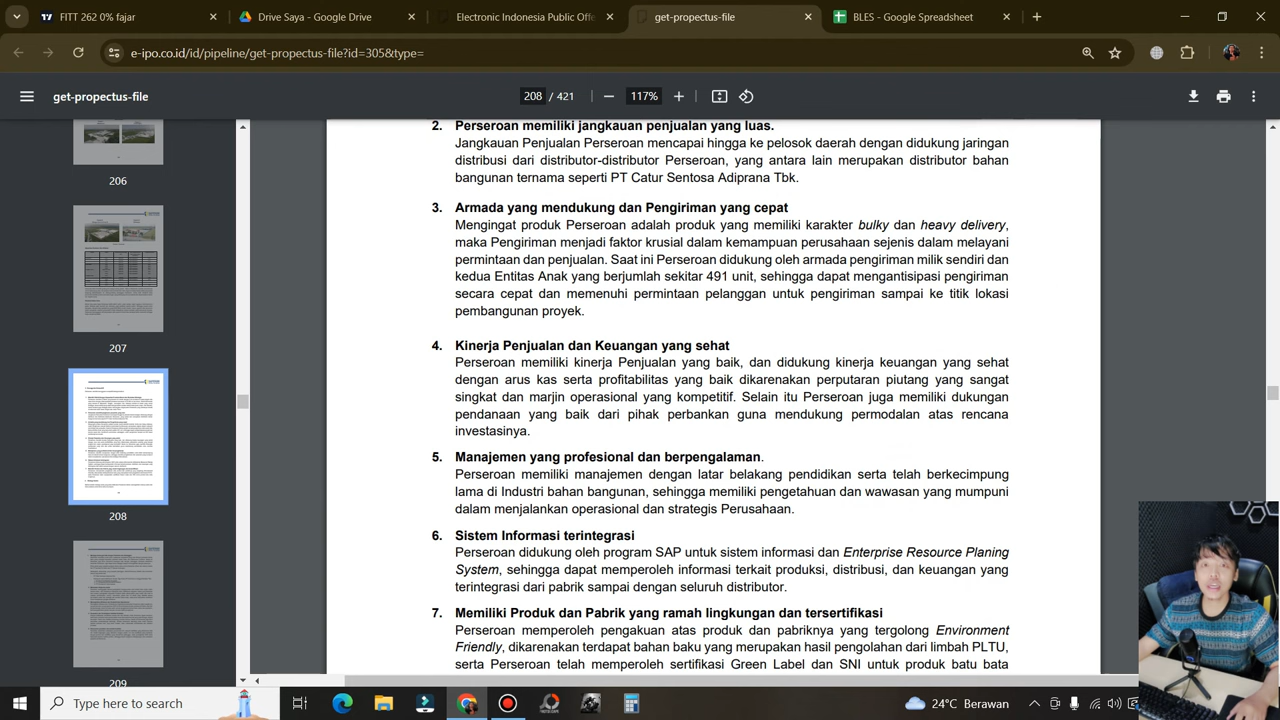 FITT 262 0% fajar
Drive Saya - Google Drive
Electronic Indonesia Public Offe
get-propectus-file
BLES - Google Spreadsheet
e-ipo.co.id/id/pipeline/get-propectus-file?id=305&type=
get-propectus-file
208 / 421
117%
206
207
208
209
2. Perseroan memiliki jangkauan penjualan yang luas.
Jangkauan Penjualan Perseroan mencapai hingga ke pelosok daerah dengan didukung jaringan
distribusi dari distributor-distributor Perseroan, yang antara lain merupakan distributor bahan
bangunan ternama seperti PT Catur Sentosa Adiprana Tbk.
3. Armada yang mendukung dan Pengiriman yang cepat
Mengingat produk Perseroan adalah produk yang memiliki karakter bulky dan heavy delivery,
maka Pengiriman menjadi faktor krusial dalam kemampuan perusahaan sejenis dalam melayani
permintaan dan penjualan. Saat ini Perseroan didukung oleh armada pengiriman milik sendiri dan
kedua Entitas Anak yang berjumlah sekitar 491 unit, sehingga dapat mengantisipasi pengiriman
secara cepat dan memenuhi permintaan pelanggan untuk pengiriman sampai ke titik lokasi
pembangunan proyek.
4. Kinerja Penjualan dan Keuangan yang sehat
Perseroan memiliki kinerja Penjualan yang baik, dan didukung kinerja keuangan yang sehat
dengan arus kas serta profitabilitas yang baik dikarenakan perputaran piutang yang sangat
singkat dan marjin operasional yang kompetitif. Selain itu Perseroan juga memiliki dukungan
pendanaan yang baik dari pihak perbankan guna mendukung permodalan atas rencana
investasinya.
5. Manajemen yang profesional dan berpengalaman.
Perseroan memiliki manajemen dengan latar belakang pendidikan serta telah berkecimpung
lama di Industri bahan bangunan, sehingga memiliki pengetahuan dan wawasan yang mumpuni
dalam menjalankan operasional dan strategis Perusahaan.
6. Sistem Informasi terintegrasi
Perseroan didukung oleh program SAP untuk sistem informasi dan Enterprise Resource Planing
System, sehingga dapat memperoleh informasi terkait produksi, distribusi, dan keuangan yang
terintegrasi dari pabrik sampai dengan seluruh distributor.
7. Memiliki Produk dan Pabrik yang ramah lingkungan dan tersertifikasi
Perseroan memperoleh pengakuan atas produk dan pabriknya yang tergolong Environment
Friendly, dikarenakan terdapat bahan baku yang merupakan hasil pengolahan dari limbah PLTU,
serta Perseroan telah memperoleh sertifikasi Green Label dan SNI untuk produk batu bata
Type here to search
24°C Berawan